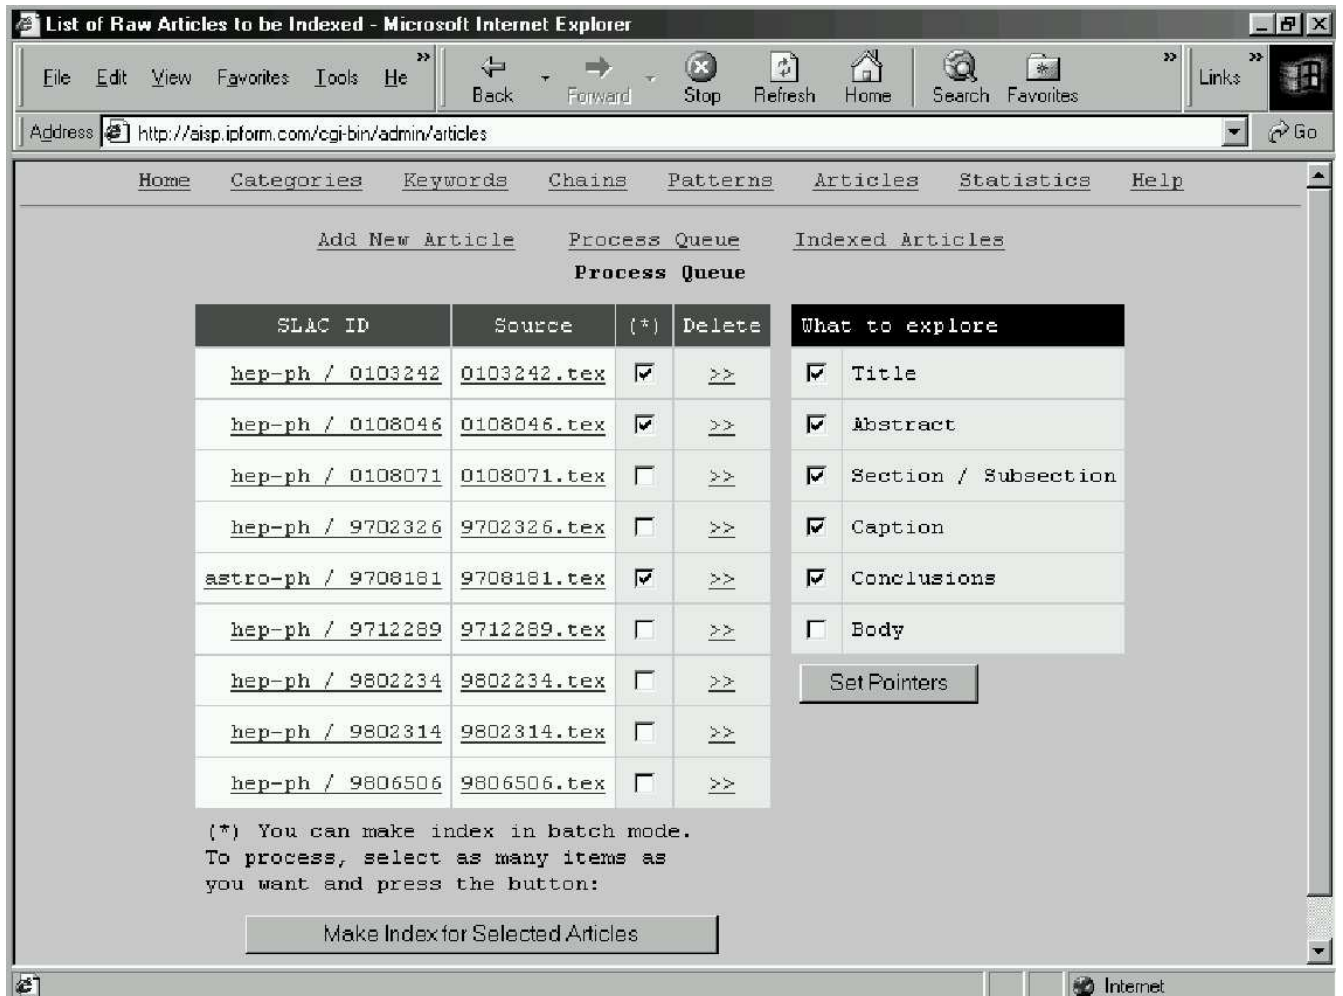 List of Raw Articles to be Indexed - Microsoft Internet Explorer
File Edit View Favorites Tools He »
Back Forward Stop Refresh Home Search Favorites » Links »
Address http://aisp.ipform.com/cgi-bin/admin/articles Go
Home Categories Keywords Chains Patterns Articles Statistics Help
Add New Article Process Queue Indexed Articles
Process Queue
SLAC ID Source (*) Delete What to explore
hep-ph / 0103242 0103242.tex >> Title
hep-ph / 0108046 0108046.tex >> Abstract
hep-ph / 0108071 0108071.tex >> Section / Subsection
hep-ph / 9702326 9702326.tex >> Caption
astro-ph / 9708181 9708181.tex >> Conclusions
hep-ph / 9712289 9712289.tex >> Body
hep-ph / 9802234 9802234.tex >> Set Pointers
hep-ph / 9802314 9802314.tex >>
hep-ph / 9806506 9806506.tex >>
(*) You can make index in batch mode.
To process, select as many items as
you want and press the button:
Make Index for Selected Articles
Internet